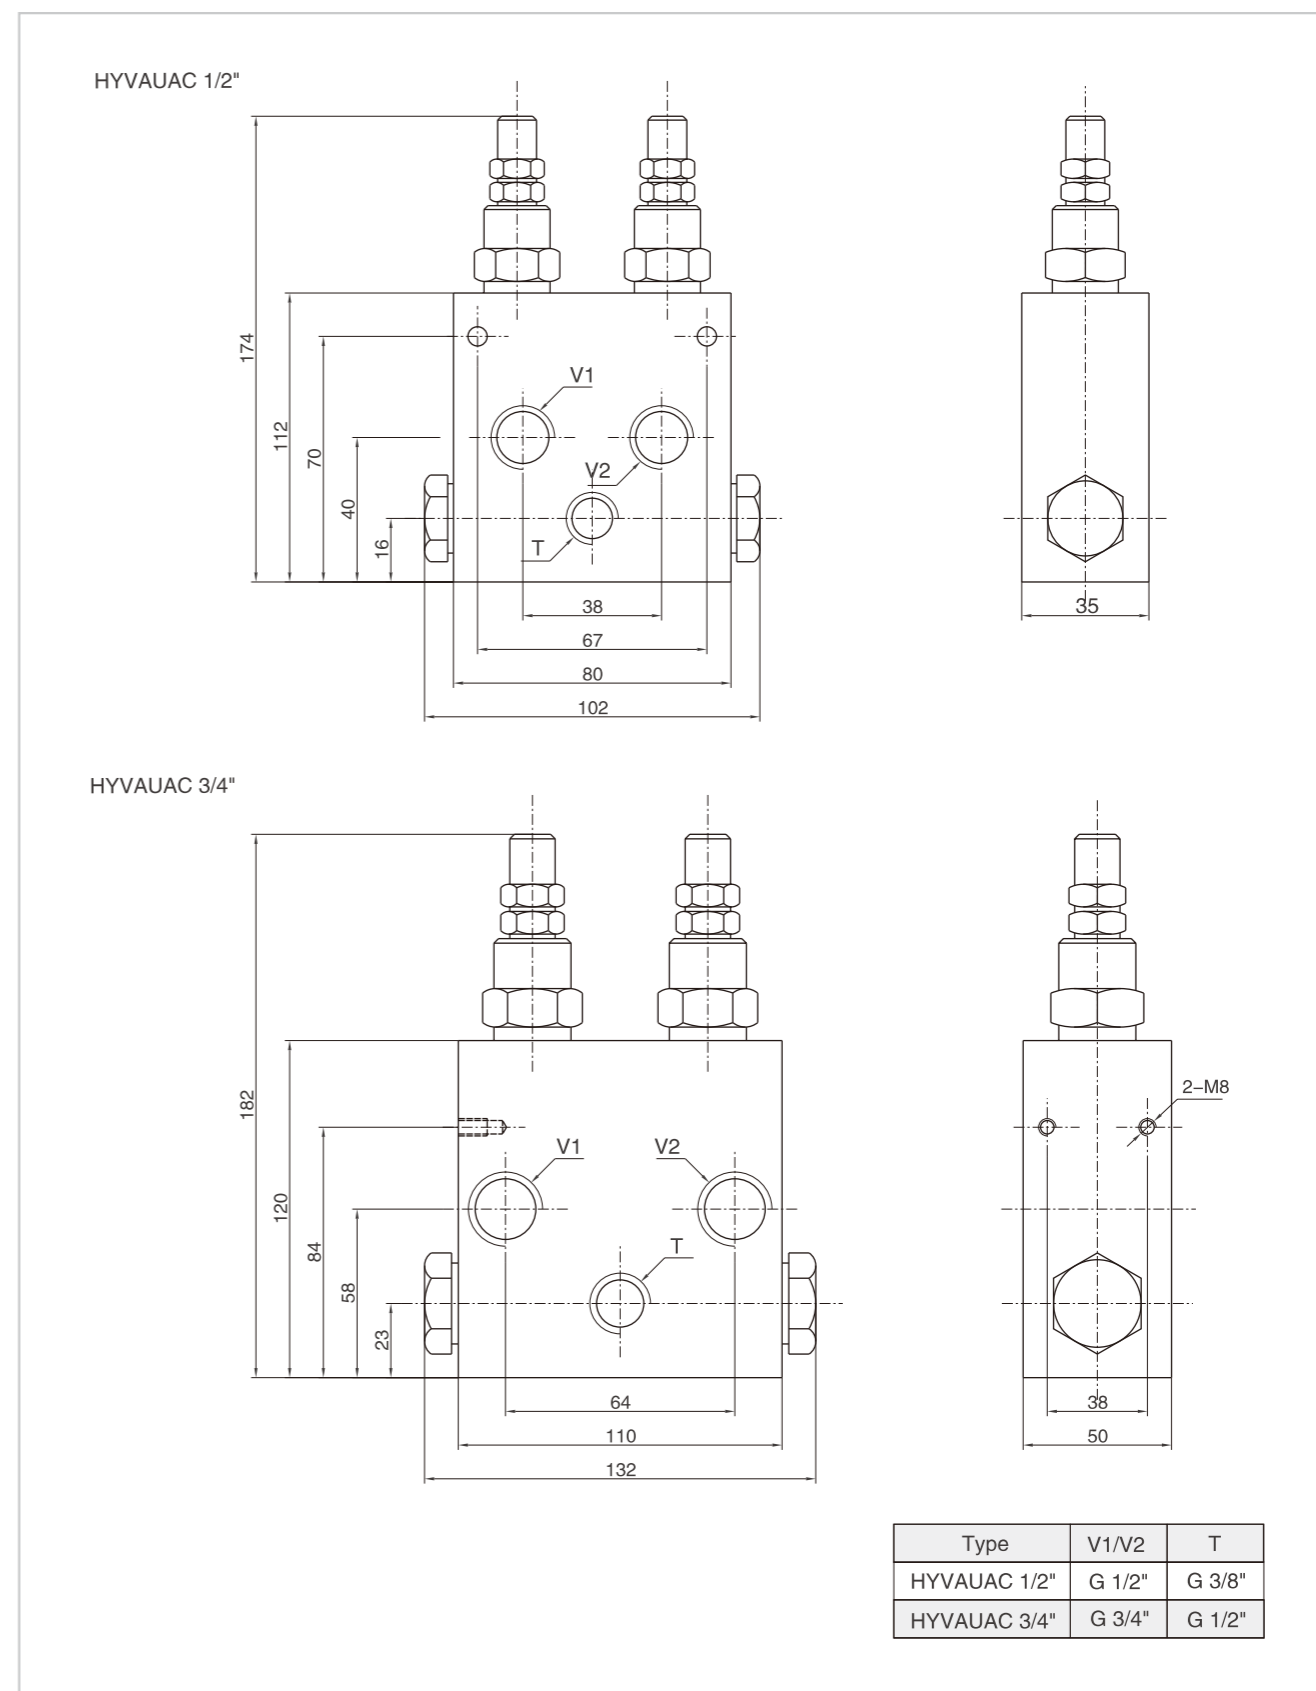 HYVAUAC 1/2"
174
112
70
40
16
V1
V2
T
38
67
80
102
35
HYVAUAC 3/4"
182
120
84
58
23
V1
V2
T
64
110
132
2–M8
38
50
Type V1/V2 T
HYVAUAC 1/2" G 1/2" G 3/8"
HYVAUAC 3/4" G 3/4" G 1/2"